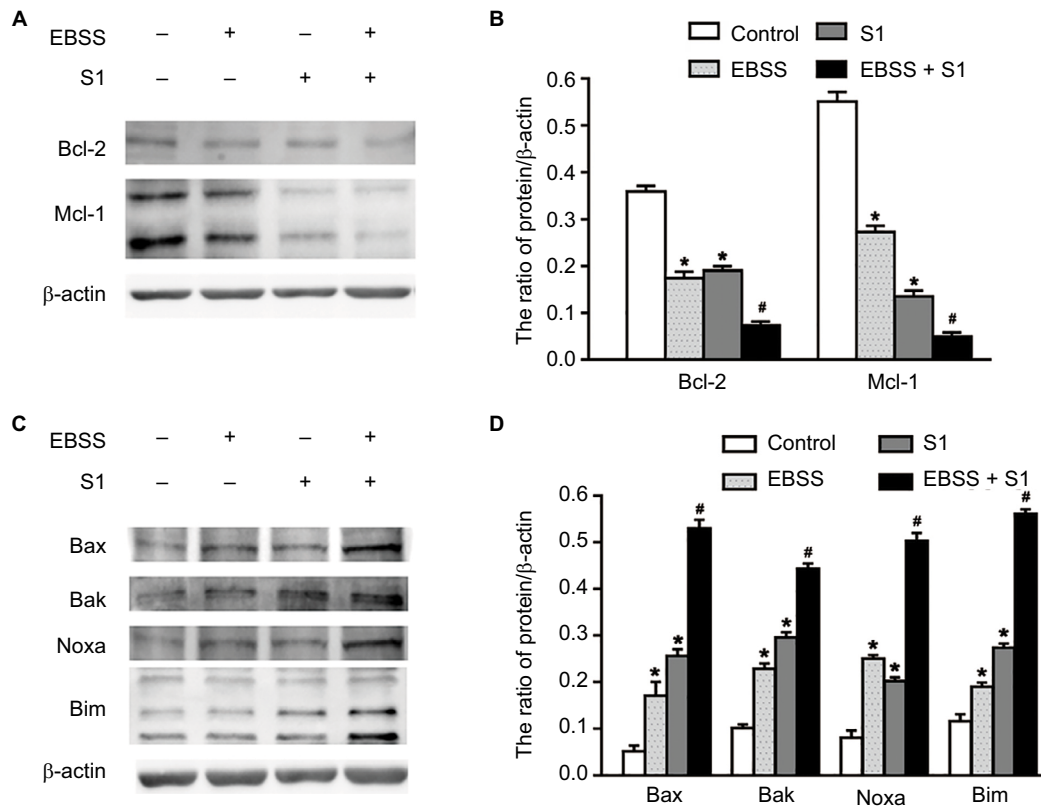 A
EBSS – + – +
S1 – – + +
Bcl-2
Mcl-1
β-actin
B
Control S1
EBSS EBSS + S1
The ratio of protein/β-actin
0.6
0.5
0.4
0.3
0.2
0.1
0.0
* * #
* * #
Bcl-2 Mcl-1
C
EBSS – + – +
S1 – – + +
Bax
Bak
Noxa
Bim
β-actin
D
Control S1
EBSS EBSS + S1
The ratio of protein/β-actin
0.6
0.5
0.4
0.3
0.2
0.1
0.0
* * #
* * #
* * #
* * #
Bax Bak Noxa Bim